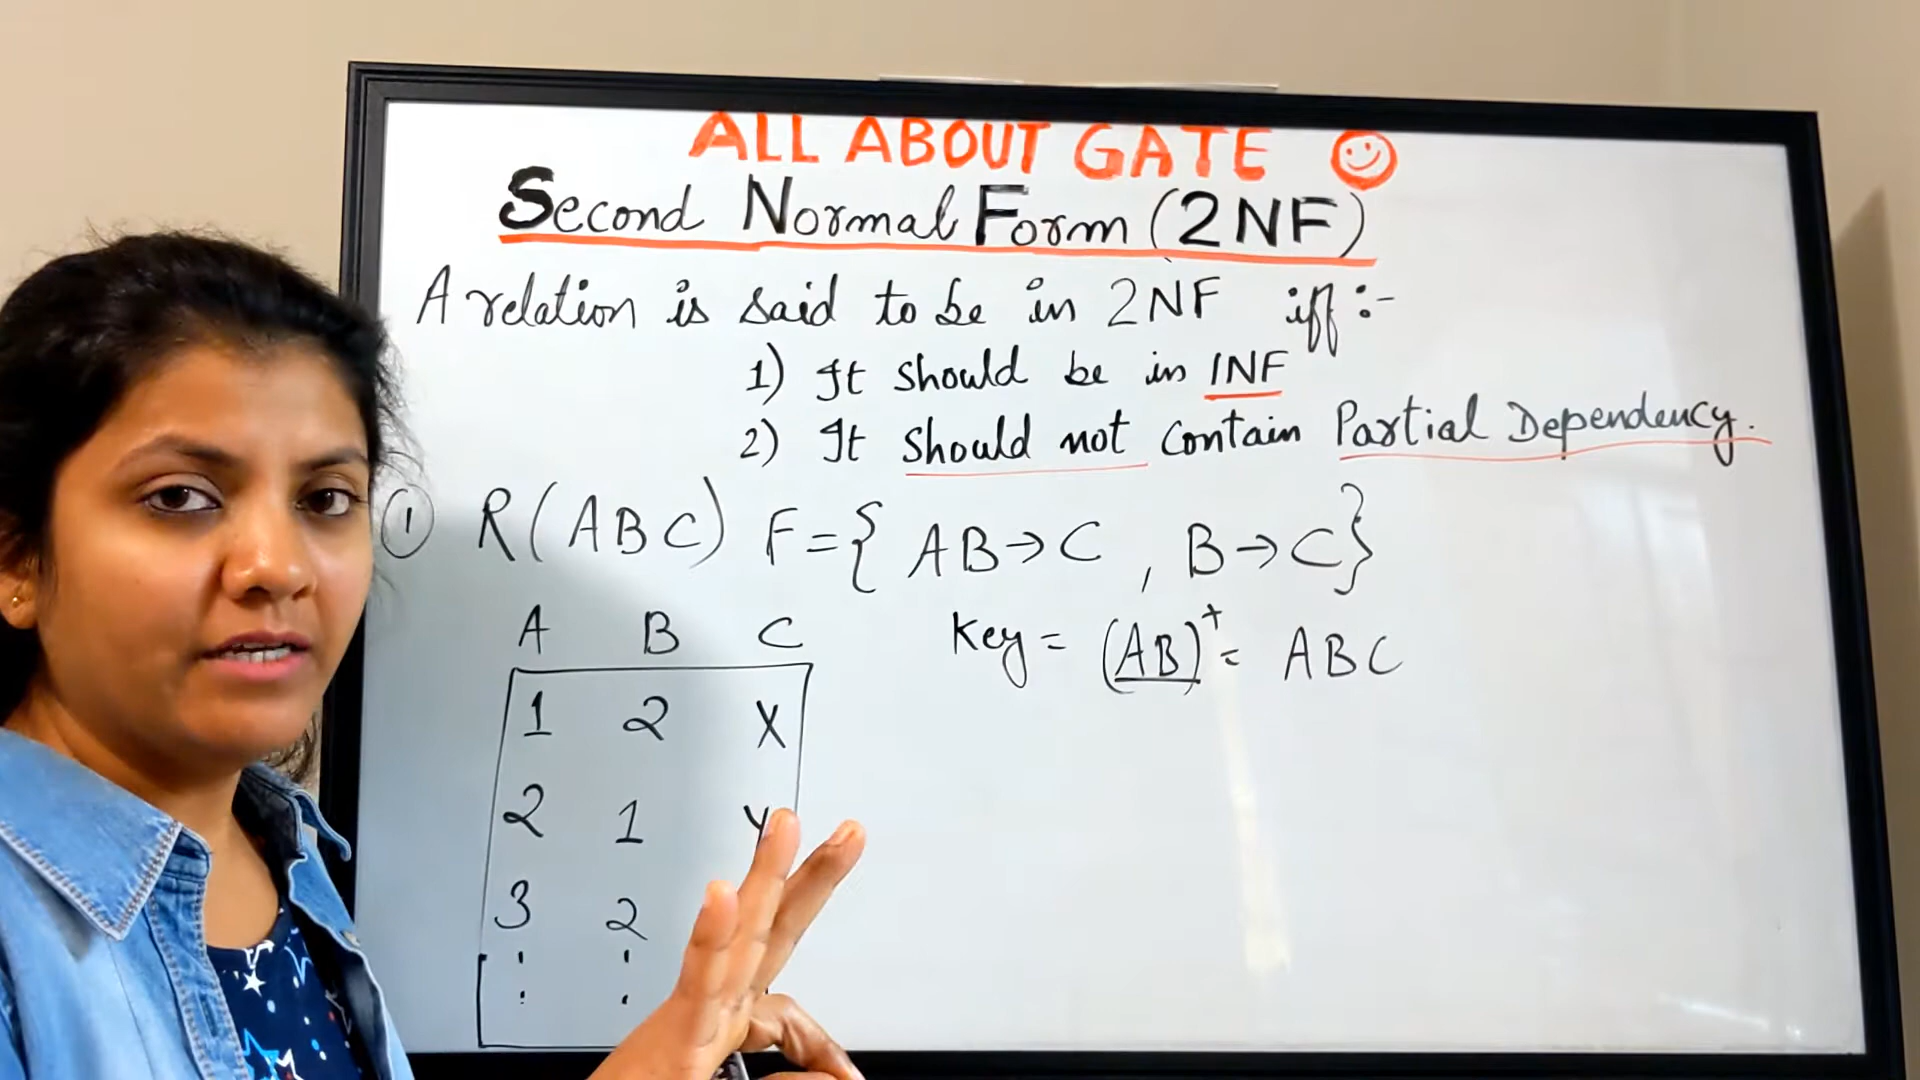 ALL ABOUT GATE
Second Normal Form (2NF)
A relation is said to be in 2NF iff :-
1) It should be in 1NF
2) It should not contain Partial Dependency.
① R(ABC) F={ AB→C , B→C}
A B C
Key = (AB)⁺ = ABC
1 2 X
2 1 Y
3 2